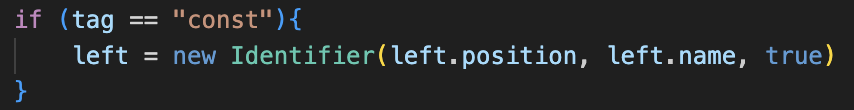 if (tag == "const"){
    left = new Identifier(left.position, left.name, true)
}